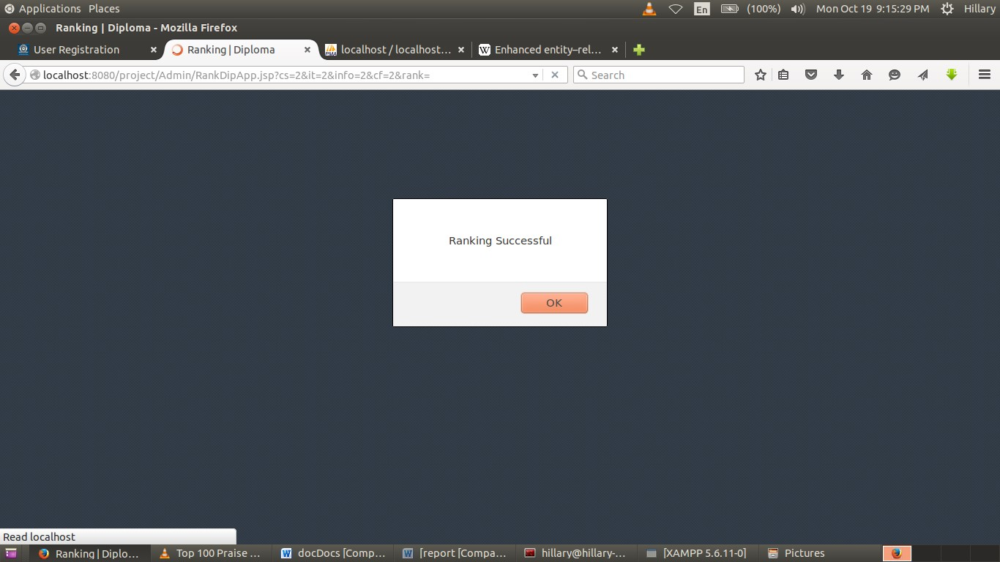 Applications Places
En (100%) Mon Oct 19 9:15:29 PM Hillary
Ranking | Diploma - Mozilla Firefox
User Registration
Ranking | Diploma
localhost / localhost...
Enhanced entity–rel...
localhost:8080/project/Admin/RankDipApp.jsp?cs=2&it=2&info=2&cf=2&rank=
Search
Ranking Successful
OK
Read localhost
Ranking | Diplo...
Top 100 Praise ...
docDocs [Comp...
[report [Compa...
hillary@hillary-...
[XAMPP 5.6.11-0]
Pictures